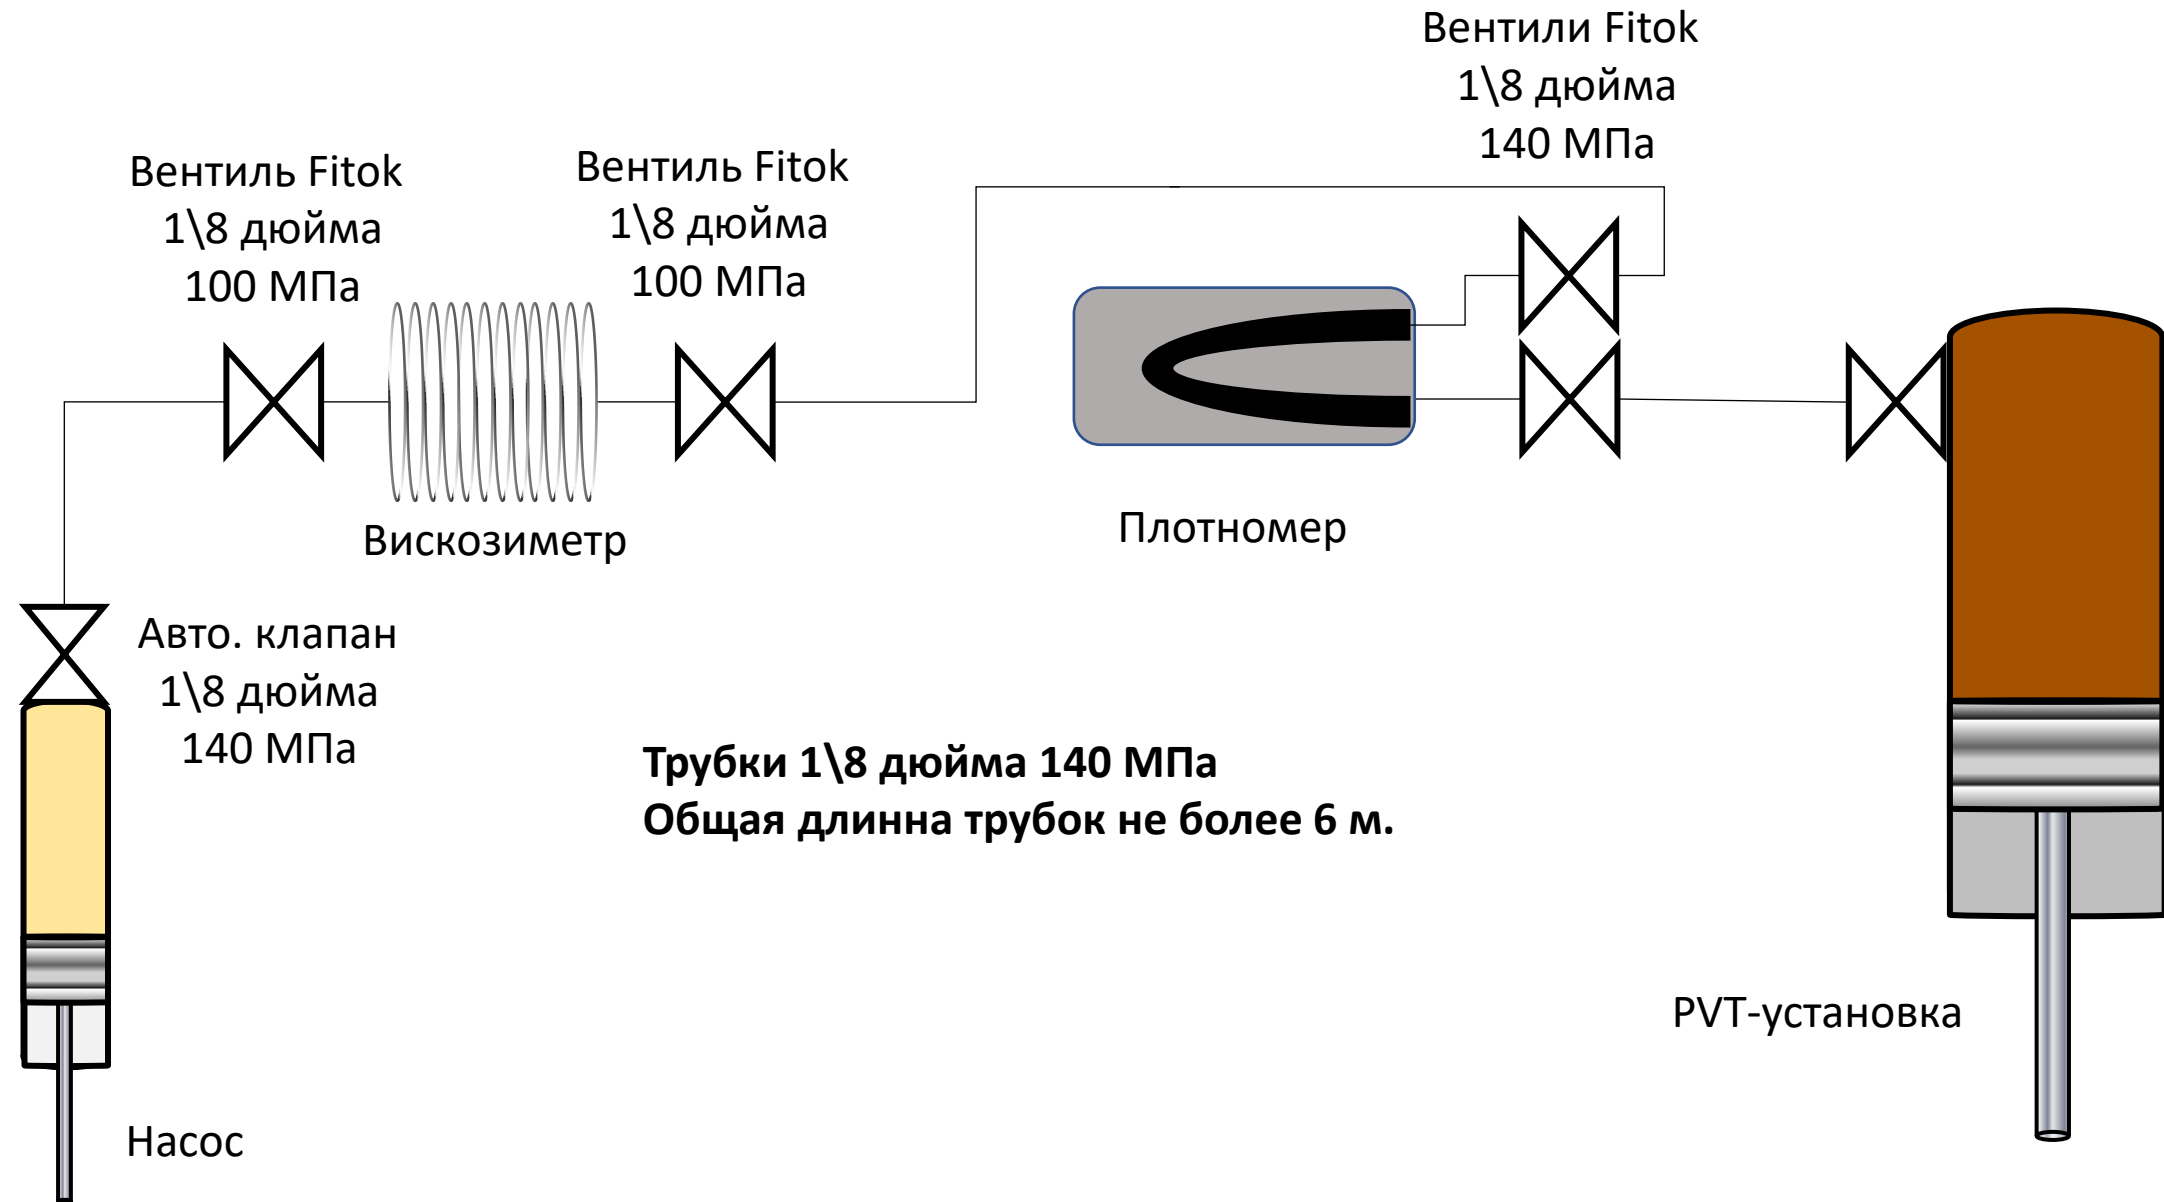 Вентили Fitok
1\8 дюйма
140 МПа
Вентиль Fitok
1\8 дюйма
100 МПа
Вентиль Fitok
1\8 дюйма
100 МПа
Вискозиметр
Плотномер
Авто. клапан
1\8 дюйма
140 МПа
Трубки 1\8 дюйма 140 МПа
Общая длинна трубок не более 6 м.
PVT-установка
Насос